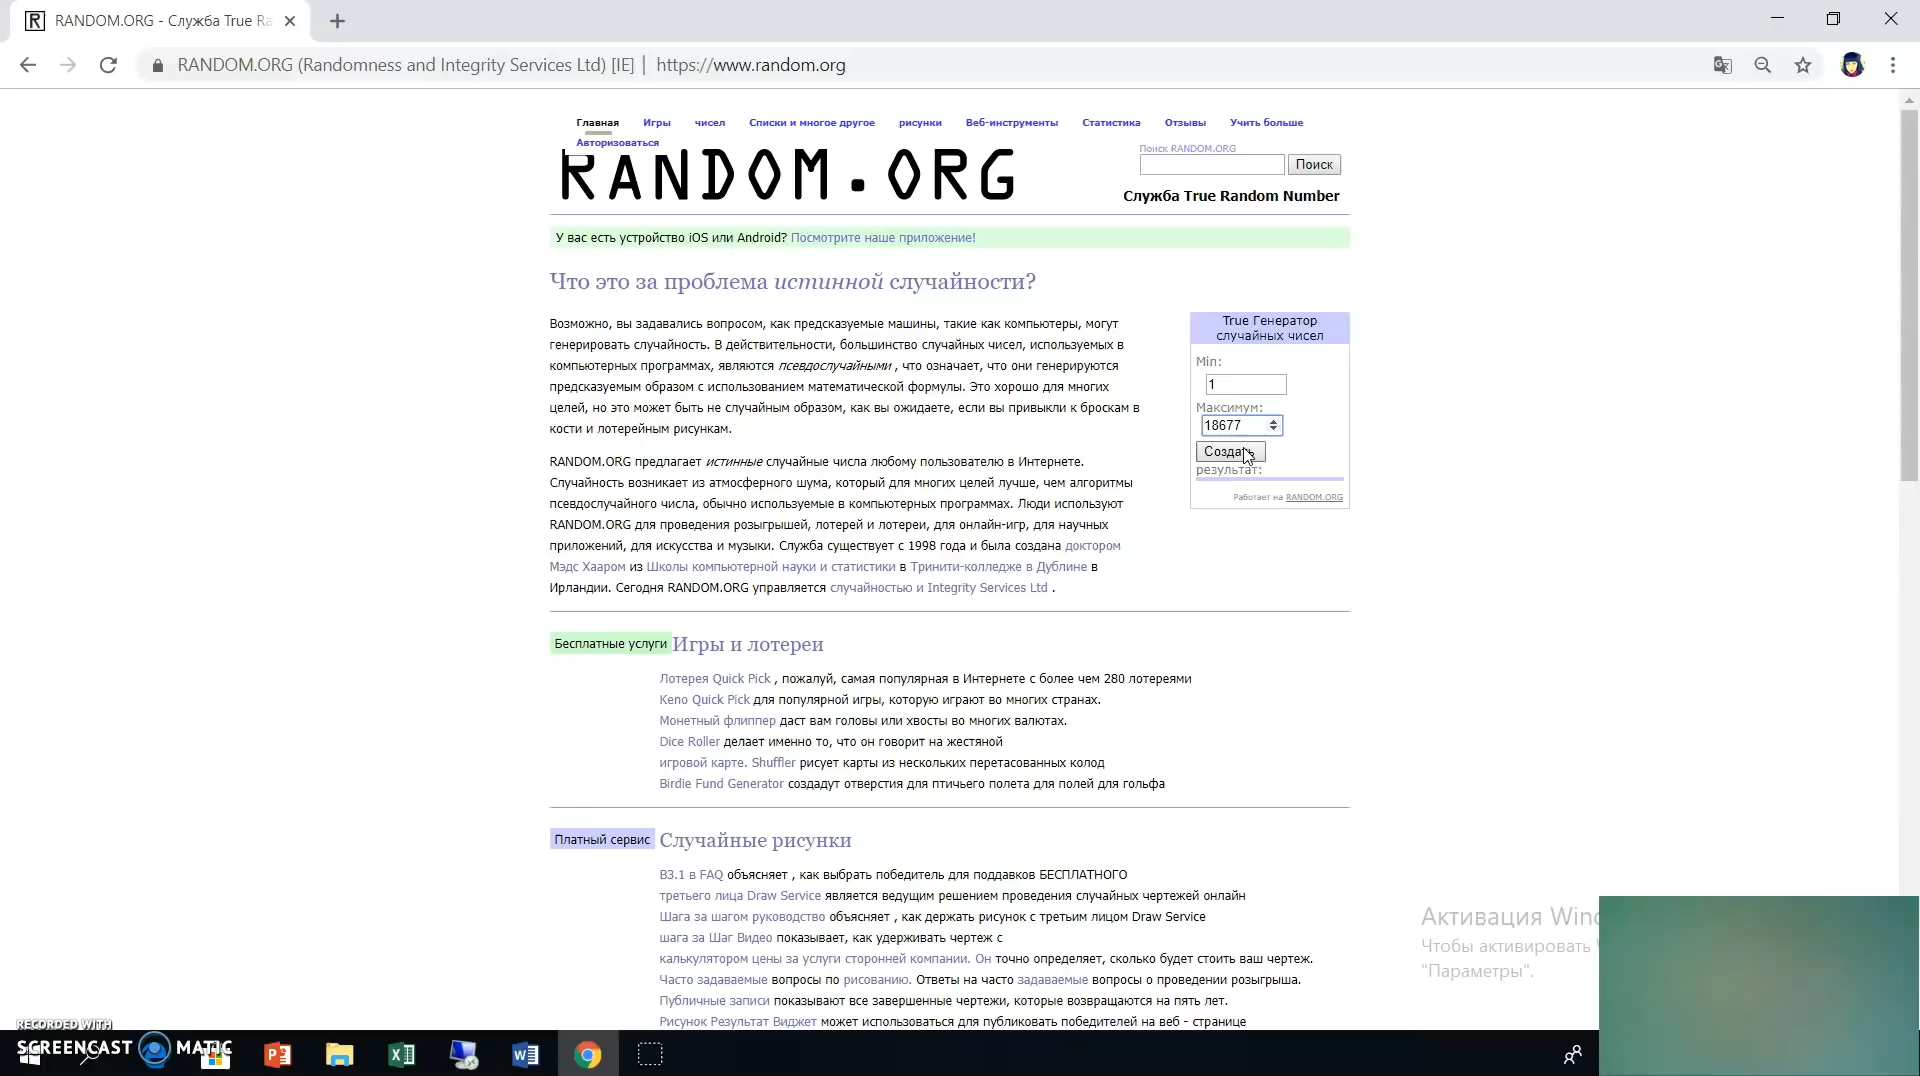 RANDOM.ORG - Служба True Ra
RANDOM.ORG (Randomness and Integrity Services Ltd) [IE] | https://www.random.org
Главная Игры чисел Списки и многое другое рисунки Веб-инструменты Статистика Отзывы Учить больше
Авторизоваться
RANDOM.ORG
Поиск RANDOM.ORG
Поиск
Служба True Random Number
У вас есть устройство iOS или Android? Посмотрите наше приложение!
Что это за проблема истинной случайности?
Возможно, вы задавались вопросом, как предсказуемые машины, такие как компьютеры, могут
генерировать случайность. В действительности, большинство случайных чисел, используемых в
компьютерных программах, являются псевдослучайными , что означает, что они генерируются
предсказуемым образом с использованием математической формулы. Это хорошо для многих
целей, но это может быть не случайным образом, как вы ожидаете, если вы привыкли к броскам в
кости и лотерейным рисункам.
RANDOM.ORG предлагает истинные случайные числа любому пользователю в Интернете.
Случайность возникает из атмосферного шума, который для многих целей лучше, чем алгоритмы
псевдослучайного числа, обычно используемые в компьютерных программах. Люди используют
RANDOM.ORG для проведения розыгрышей, лотерей и лотереи, для онлайн-игр, для научных
приложений, для искусства и музыки. Служба существует с 1998 года и была создана доктором
Мэдс Хааром из Школы компьютерной науки и статистики в Тринити-колледже в Дублине в
Ирландии. Сегодня RANDOM.ORG управляется случайностью и Integrity Services Ltd .
True Генератор
случайных чисел
Min:
1
Максимум:
18677
Создать
результат:
Работает на RANDOM.ORG
Бесплатные услуги Игры и лотереи
Лотерея Quick Pick , пожалуй, самая популярная в Интернете с более чем 280 лотереями
Keno Quick Pick для популярной игры, которую играют во многих странах.
Монетный флиппер даст вам головы или хвосты во многих валютах.
Dice Roller делает именно то, что он говорит на жестяной
игровой карте. Shuffler рисует карты из нескольких перетасованных колод
Birdie Fund Generator создадут отверстия для птичьего полета для полей для гольфа
Платный сервис Случайные рисунки
В3.1 в FAQ объясняет , как выбрать победитель для поддавков БЕСПЛАТНОГО
третьего лица Draw Service является ведущим решением проведения случайных чертежей онлайн
Шага за шагом руководство объясняет , как держать рисунок с третьим лицом Draw Service
шага за Шаг Видео показывает, как удерживать чертеж с
калькулятором цены за услуги сторонней компании. Он точно определяет, сколько будет стоить ваш чертеж.
Часто задаваемые вопросы по рисованию. Ответы на часто задаваемые вопросы о проведении розыгрыша.
Публичные записи показывают все завершенные чертежи, которые возвращаются на пять лет.
Рисунок Результат Виджет может использоваться для публиковать победителей на веб - странице
Активация Wind
Чтобы активировать W
"Параметры".
RECORDED WITH
SCREENCAST MATIC